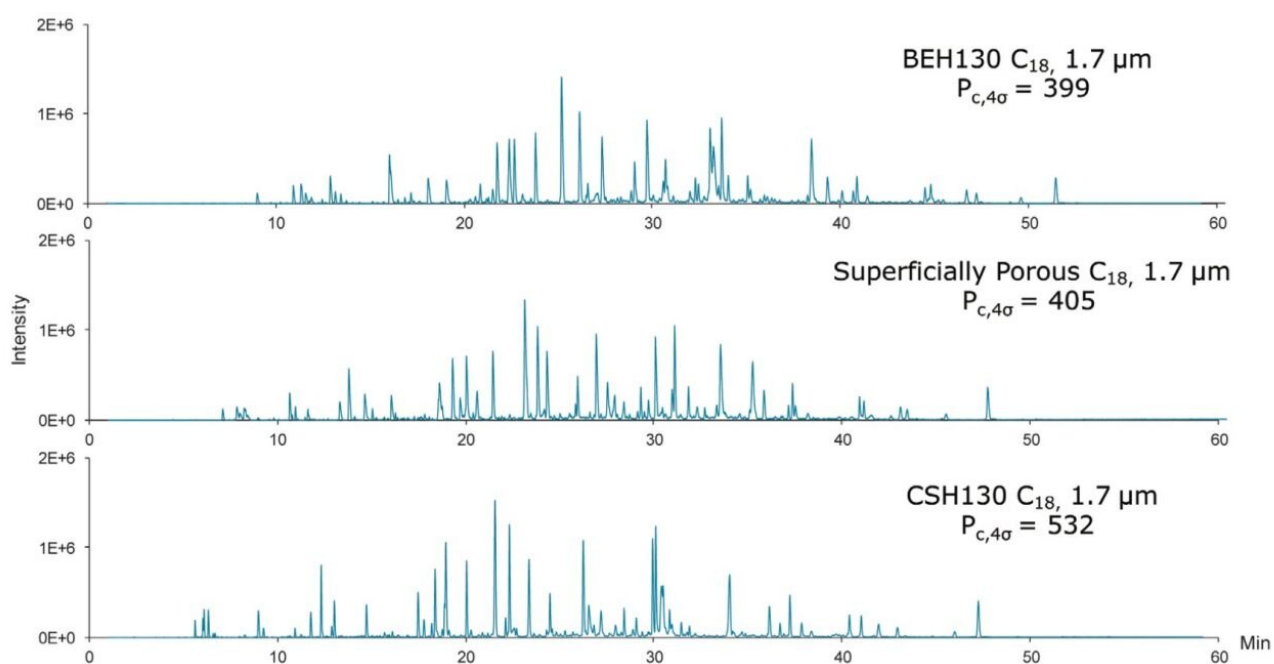 2E+6
BEH130 C18, 1.7 µm
Pc,4σ = 399
1E+6
0E+0
0 10 20 30 40 50 60
2E+6
Superficially Porous C18, 1.7 µm
Pc,4σ = 405
Intensity
1E+6
0E+0
0 10 20 30 40 50 60
2E+6
CSH130 C18, 1.7 µm
Pc,4σ = 532
1E+6
0E+0
0 10 20 30 40 50 60 Min